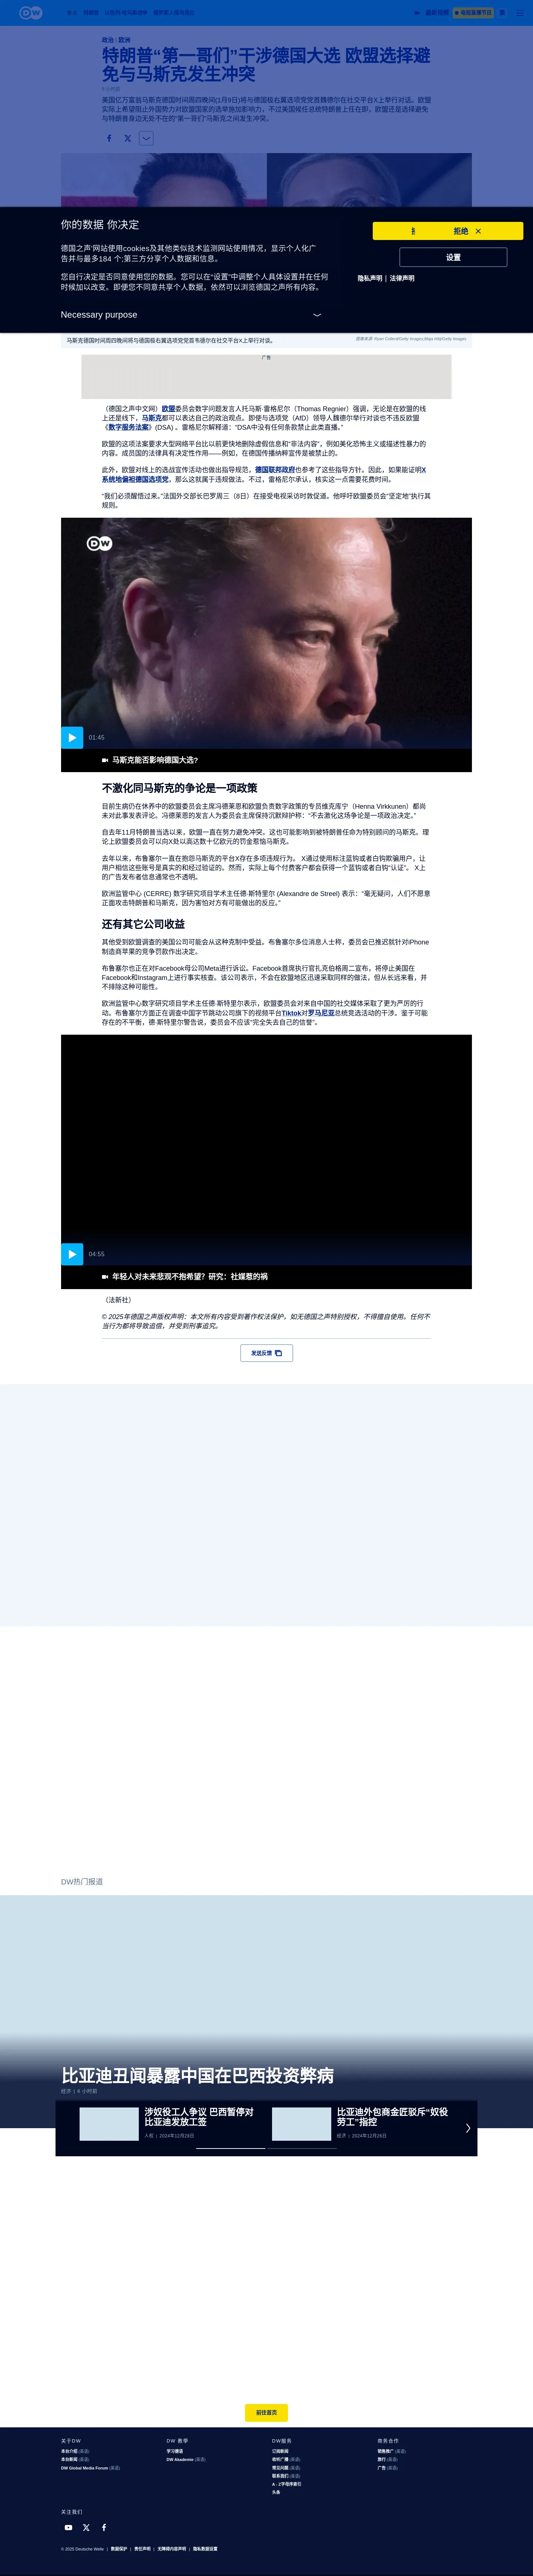 DW
政治
欧洲
特朗普“第一哥们”干涉德国大选 欧盟选择避
免与马斯克发生冲突
美国亿万富翁马斯克德国时间周四晚间(1月9日)将与德国极右翼选项党党首魏德尔在社交平台X上举行对话。欧盟
实际上希望阻止外国势力对欧盟国家的选举施加影响力。不过美国候任总统特朗普上任在即，欧盟还是选择避免
与特朗普身边无处不在的“第一哥们”马斯克之间发生冲突。
你的数据 你决定
德国之声'网站使用cookies及其他类似技术监测网站使用情况，显示个人化广
告并与最多184 个;第三方分享个人数据和信息。
您自行决定是否同意使用您的数据。您可以在“设置”中调整个人具体设置并在任何
时候加以改变。即便您不同意共享个人数据，依然可以浏览德国之声所有内容。
Necessary purpose
拒绝
设置
隐私声明 | 法律声明
马斯克德国时间周四晚间将与德国极右翼选项党党首韦德尔在社交平台X上举行对谈。
广告
（德国之声中文网）欧盟委员会数字问题发言人托马斯·雷格尼尔（Thomas Regnier）强调，无论是在欧盟的线
上还是线下，马斯克都可以表达自己的政治观点。即使与选项党（AfD）领导人魏德尔举行对谈也不违反欧盟
《数字服务法案》(DSA) 。雷格尼尔解释道：“DSA中没有任何条款禁止此类直播。”
欧盟的这项法案要求大型网络平台比以前更快地删除虚假信息和“非法内容”，例如美化恐怖主义或描述性暴力的
内容。成员国的法律具有决定性作用——例如，在德国传播纳粹宣传是被禁止的。
此外，欧盟对线上的选战宣传活动也做出指导规范，德国联邦政府也参考了这些指导方针。因此，如果能证明X
系统地偏袒德国选项党，那么这就属于违规做法。不过，雷格尼尔承认，核实这一点需要花费时间。
“我们必须醒悟过来。”法国外交部长巴罗周三（8日）在接受电视采访时敦促道。他呼吁欧盟委员会“坚定地”执行其
规则。
DW
01:45
马斯克能否影响德国大选?
不激化同马斯克的争论是一项政策
目前生病仍在休养中的欧盟委员会主席冯德莱恩和欧盟负责数字政策的专员维克库宁（Henna Virkkunen）都尚
未对此事发表评论。冯德莱恩的发言人为委员会主席保持沉默辩护称：“不去激化这场争论是一项政治决定。”
自去年11月特朗普当选以来，欧盟一直在努力避免冲突。这也可能影响到被特朗普任命为特别顾问的马斯克。理
论上欧盟委员会可以向X处以高达数十亿欧元的罚金惹恼马斯克。
去年以来，布鲁塞尔一直在抱怨马斯克的平台X存在多项违规行为。 X通过使用标注蓝钩或者白钩欺骗用户，让
用户相信这些账号是真实的和经过验证的。然而，实际上每个付费客户都会获得一个蓝钩或者白钩“认证”。 X上
的广告发布者信息通常也不透明。
欧洲监管中心 (CERRE) 数字研究项目学术主任德·斯特里尔 (Alexandre de Streel) 表示：“毫无疑问，人们不愿意
正面攻击特朗普和马斯克，因为害怕对方有可能做出的反应。”
还有其它公司收益
其他受到欧盟调查的美国公司可能会从这种克制中受益。布鲁塞尔多位消息人士称，委员会已推迟就针对iPhone
制造商苹果的竞争罚款作出决定。
布鲁塞尔也正在对Facebook母公司Meta进行诉讼。Facebook首席执行官扎克伯格周二宣布，将停止美国在
Facebook和Instagram上进行事实核查。该公司表示，不会在欧盟地区迅速采取同样的做法，但从长远来看，并
不排除这种可能性。
欧洲监管中心数字研究项目学术主任德·斯特里尔表示，欧盟委员会对来自中国的社交媒体采取了更为严厉的行
动。布鲁塞尔方面正在调查中国字节跳动公司旗下的视频平台Tiktok对罗马尼亚总统竞选活动的干涉。鉴于可能
存在的不平衡，德·斯特里尔警告说，委员会不应该“完全失去自己的信誉”。
04:55
年轻人对未来悲观不抱希望？研究：社媒惹的祸
（法新社）
© 2025年德国之声版权声明：本文所有内容受到著作权法保护，如无德国之声特别授权，不得擅自使用。任何不
当行为都将导致追偿，并受到刑事追究。
发送反馈
DW热门报道
比亚迪丑闻暴露中国在巴西投资弊病
经济 | 6 小时前
涉奴役工人争议 巴西暂停对
比亚迪发放工签
人权 | 2024年12月28日
比亚迪外包商金匠驳斥“奴役
劳工”指控
经济 | 2024年12月26日
前往首页
关于DW
本台介绍 (英语)
本台新闻 (英语)
DW Global Media Forum (英语)
DW 教学
学习德语
DW Akademie (英语)
DW服务
订阅新闻
收听广播 (英语)
常见问题 (英语)
联系我们 (英语)
A - Z字母序索引
头条
商务合作
销售推广 (英语)
旅行 (英语)
广告 (英语)
关注我们
© 2025 Deutsche Welle | 数据保护 | 责任声明 | 无障碍内容声明 | 隐私数据设置